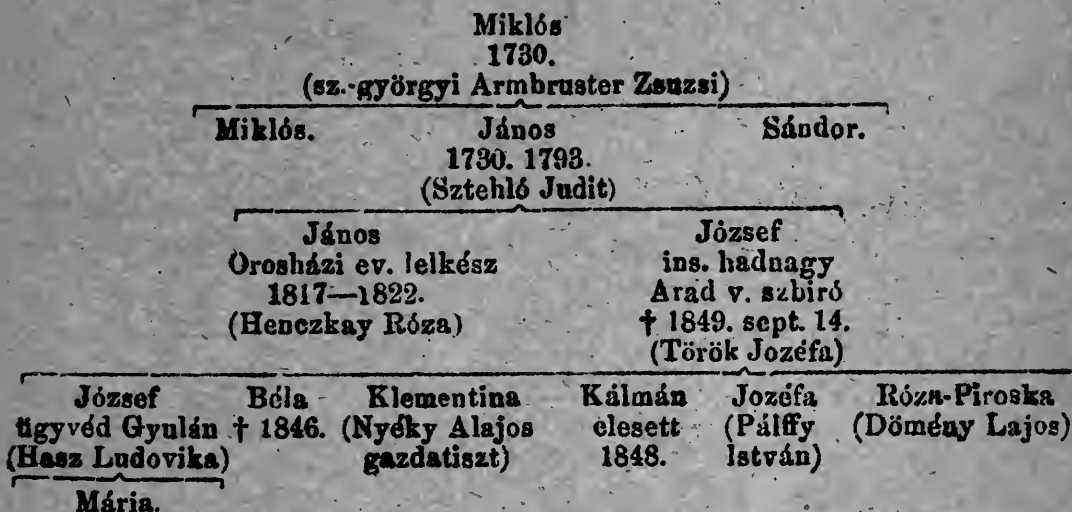 Miklós
1730.
(sz.-györgyi Armbruster Zsuzsi)
Miklós. János Sándor.
1730. 1793.
(Sztehló Judit)
János József
Orosházi ev. lelkész ins. hadnagy
1817—1822. Arad v. szbiró
(Henczkay Róza) † 1849. sept. 14.
(Török Jozéfa)
József Béla Klementina Kálmán Jozéfa Róza-Piroska
ügyvéd Gyulán † 1846. (Nyéky Alajos elesett (Pálffy (Dömény Lajos)
(Hasz Ludovika) gazdatiszt) 1848. István)
Mária.